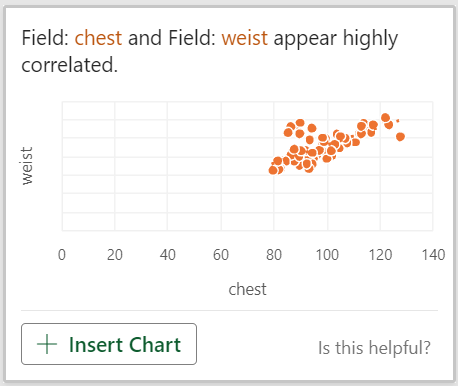 Field: chest and Field: weist appear highly
correlated.
weist
0 20 40 60 80 100 120 140
chest
Insert Chart
Is this helpful?